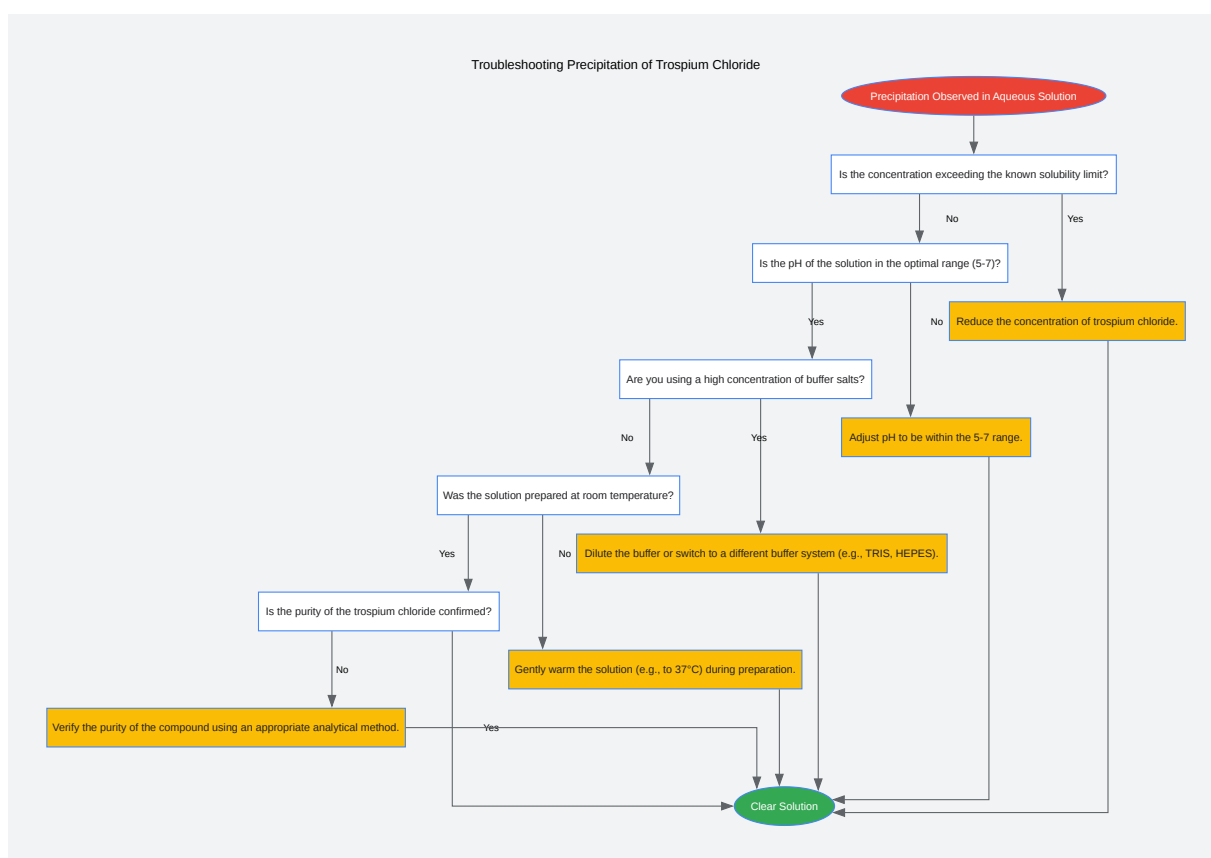 Troubleshooting Precipitation of Trospium Chloride
Precipitation Observed in Aqueous Solution
Is the concentration exceeding the known solubility limit?
No
Yes
Is the pH of the solution in the optimal range (5-7)?
Yes
No
Reduce the concentration of trospium chloride.
Are you using a high concentration of buffer salts?
No
Yes
Adjust pH to be within the 5-7 range.
Was the solution prepared at room temperature?
Yes
No
Dilute the buffer or switch to a different buffer system (e.g., TRIS, HEPES).
Is the purity of the trospium chloride confirmed?
No
Gently warm the solution (e.g., to 37°C) during preparation.
Verify the purity of the compound using an appropriate analytical method.
Yes
Clear Solution